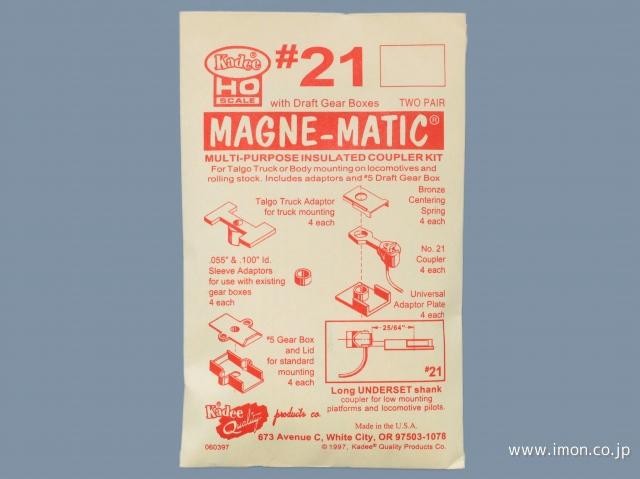 Kadee®
HO
SCALE
#21
with Draft Gear Boxes
TWO PAIR
MAGNE-MATIC®
MULTI-PURPOSE INSULATED COUPLER KIT
For Talgo Truck or Body mounting on locomotives and
rolling stock. Includes adaptors and #5 Draft Gear Box
Talgo Truck Adaptor
for truck mounting
4 each
Bronze
Centering
Spring
4 each
.055" & .100" Id.
Sleeve Adaptors
for use with existing
gear boxes
4 each
No. 21
Coupler
4 each
Universal
Adaptor Plate
4 each
#5 Gear Box
and Lid
for standard
mounting
4 each
25/64"
#21
Long UNDERSET shank
coupler for low mounting
platforms and locomotive pilots.
Kadee
Quality
products co.
Made in the U.S.A.
673 Avenue C, White City, OR 97503-1078
060397
© 1997, Kadee® Quality Products Co.
www.imon.co.jp